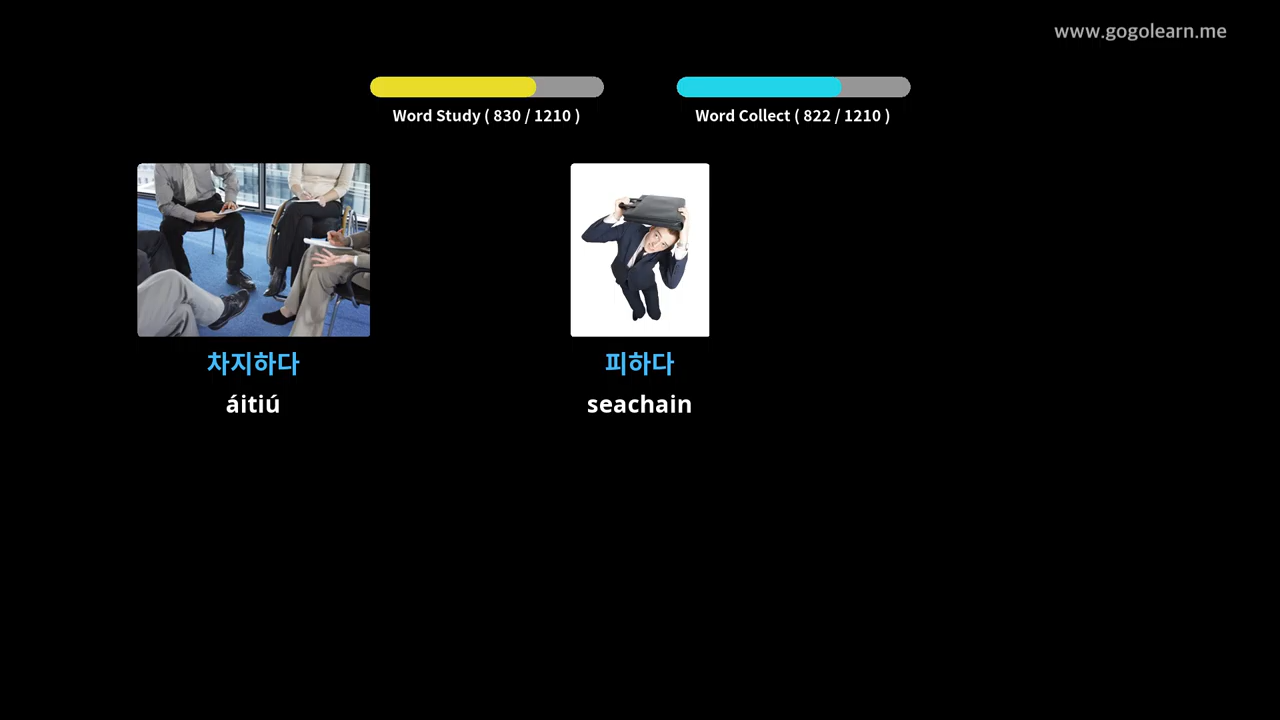 www.gogolearn.me
Word Study ( 830 / 1210 )
Word Collect ( 822 / 1210 )
차지하다
áitiú
피하다
seachain